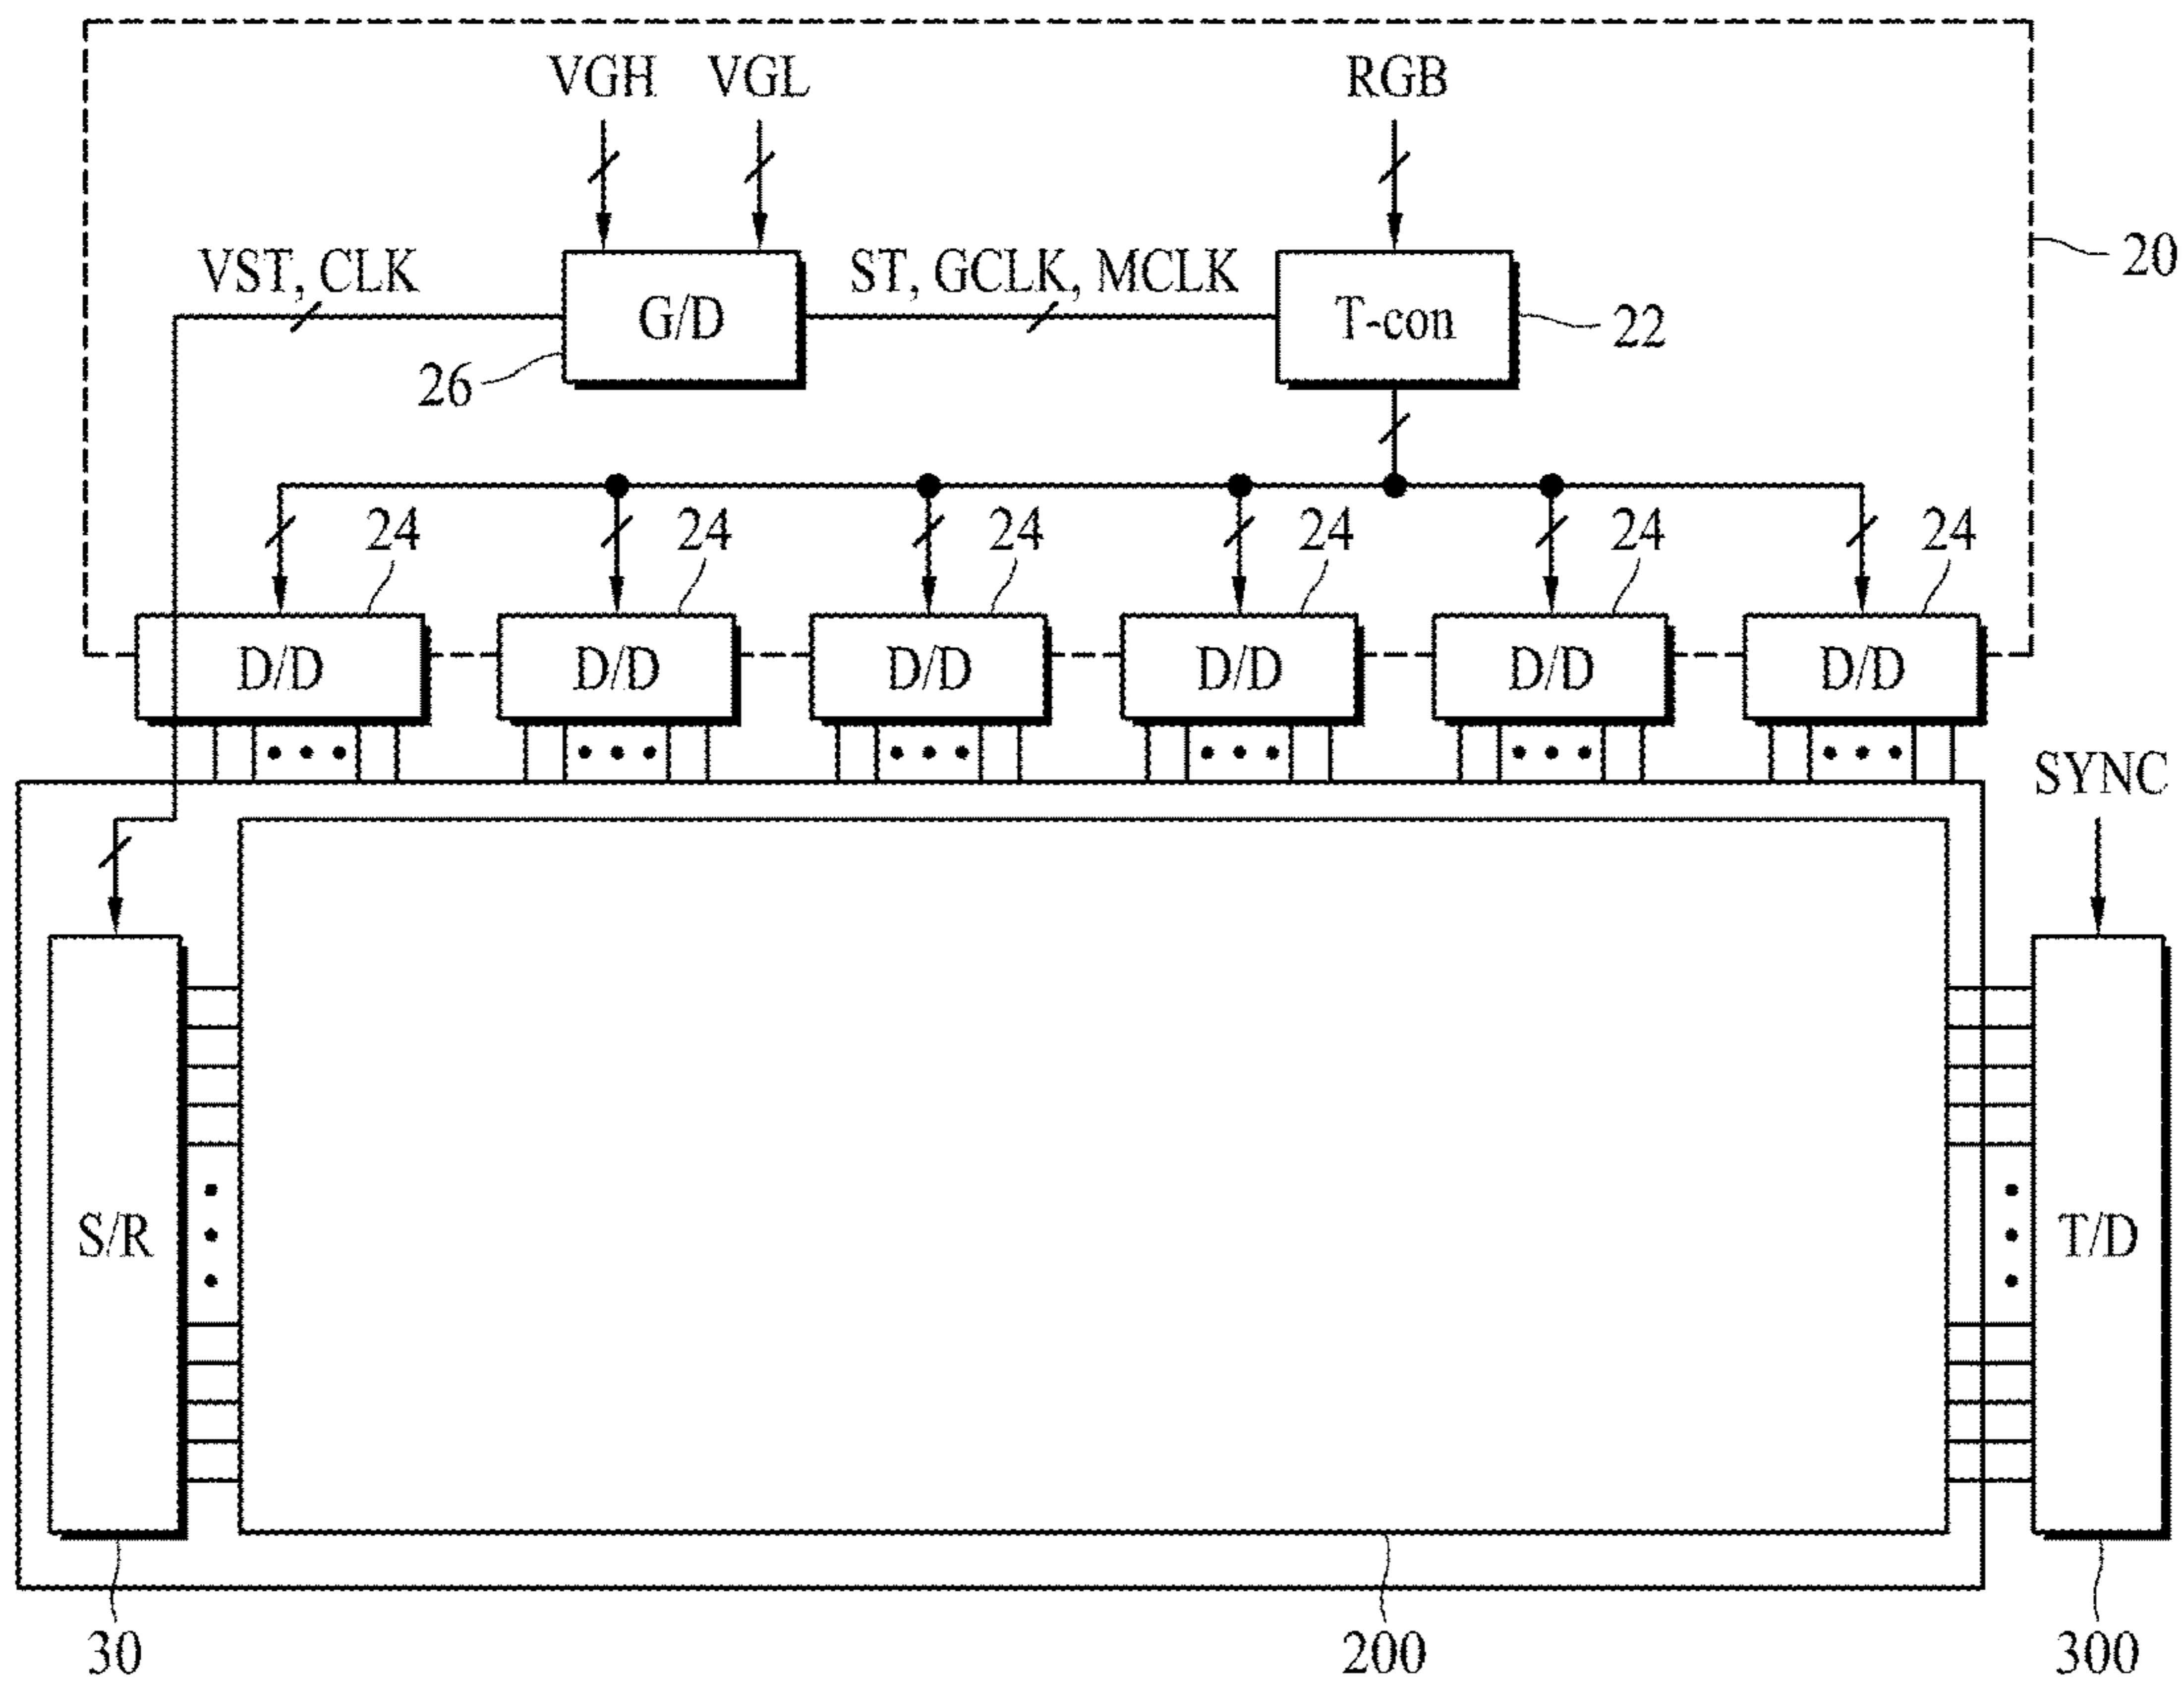 VGH VGL RGB
VST, CLK ST, GCLK, MCLK 20
G/D T-con 22
26
24 24 24 24 24 24
D/D D/D D/D D/D D/D D/D
SYNC
S/R T/D
30 200 300